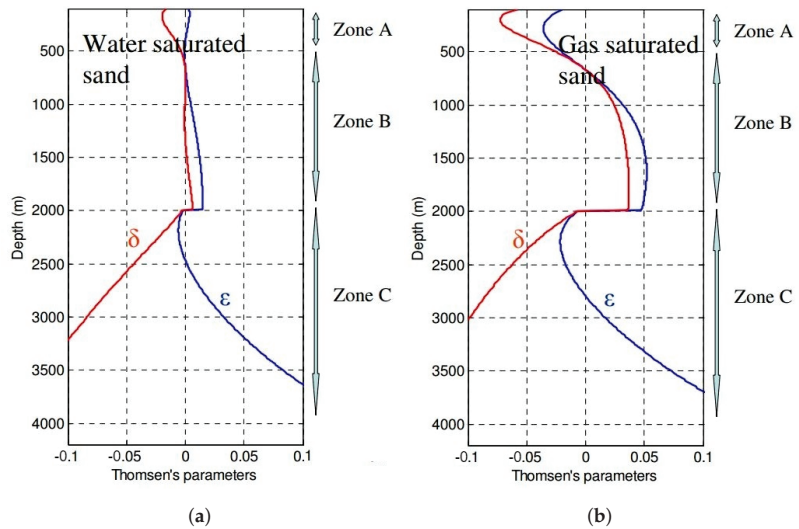 Water saturated
sand
Zone A
Zone B
Zone C
500
1000
1500
2000
2500
3000
3500
4000
Depth (m)
δ
ε
-0.1
-0.05
0
0.05
0.1
Thomsen's parameters
(a)
Gas saturated
sand
Zone A
Zone B
Zone C
500
1000
1500
2000
2500
3000
3500
4000
Depth (m)
δ
ε
-0.1
-0.05
0
0.05
0.1
Thomsen's parameters
(b)